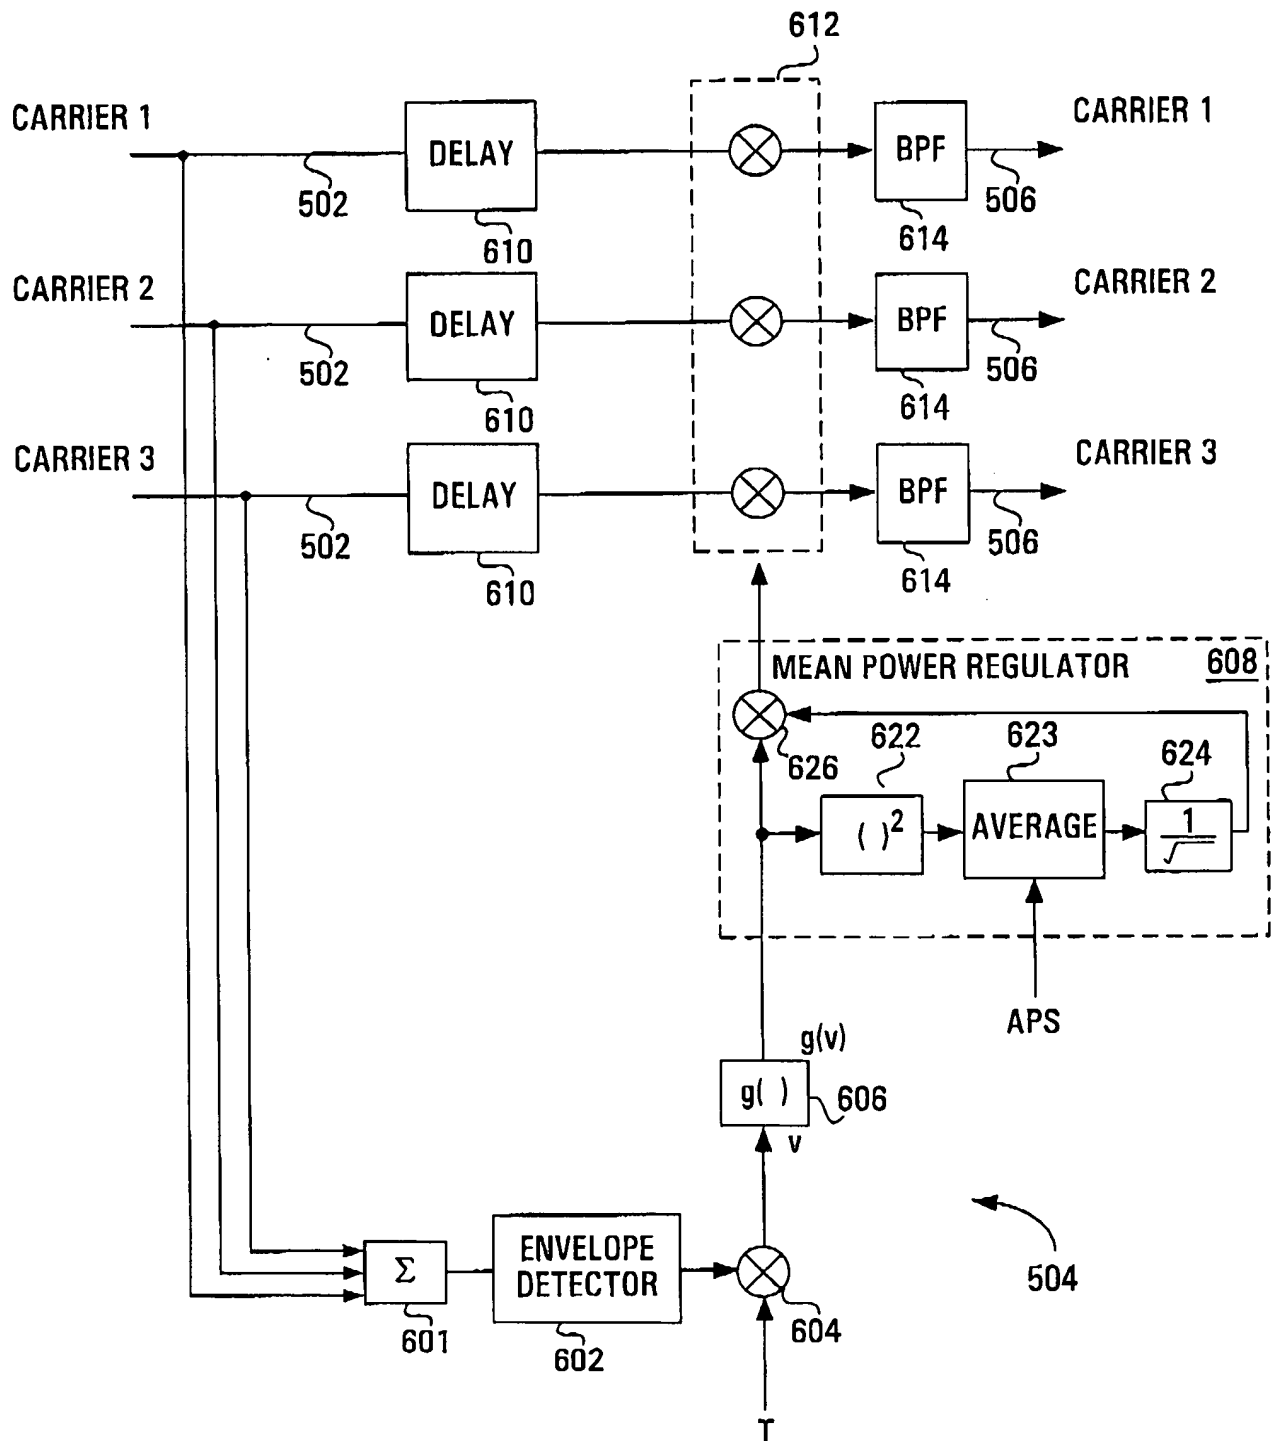 612
CARRIER 1
DELAY
BPF
CARRIER 1
502
610
614
506
CARRIER 2
DELAY
BPF
CARRIER 2
502
610
614
506
CARRIER 3
DELAY
BPF
CARRIER 3
502
610
614
506
MEAN POWER REGULATOR
608
626
622
623
624
( )²
AVERAGE
1
√
APS
g(v)
g( )
606
v
Σ
601
ENVELOPE
DETECTOR
602
604
504
T